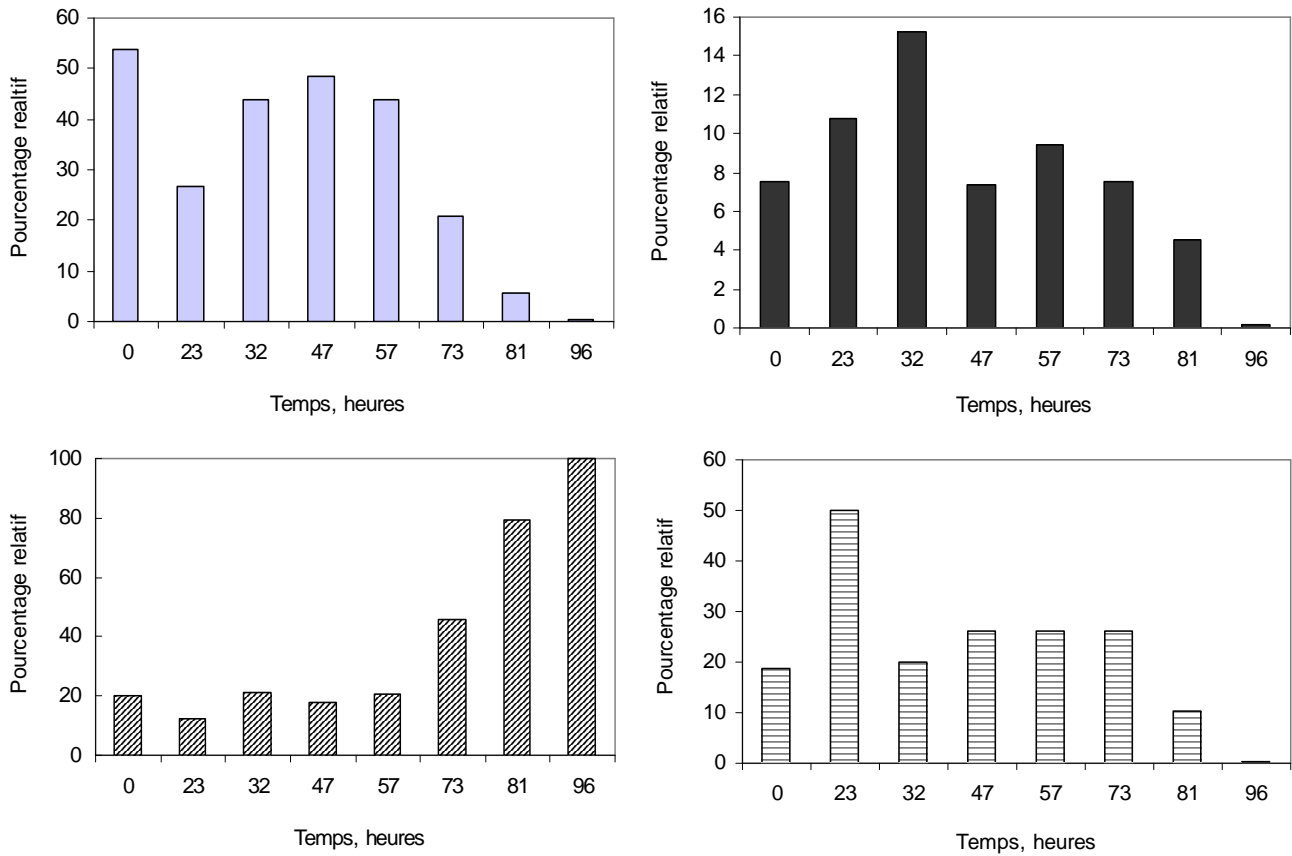 Pourcentage realtif
60
50
40
30
20
10
0
0 23 32 47 57 73 81 96
Temps, heures
Pourcentage relatif
16
14
12
10
8
6
4
2
0
0 23 32 47 57 73 81 96
Temps, heures
Pourcentage relatif
100
80
60
40
20
0
0 23 32 47 57 73 81 96
Temps, heures
Pourcentage relatif
60
50
40
30
20
10
0
0 23 32 47 57 73 81 96
Temps, heures